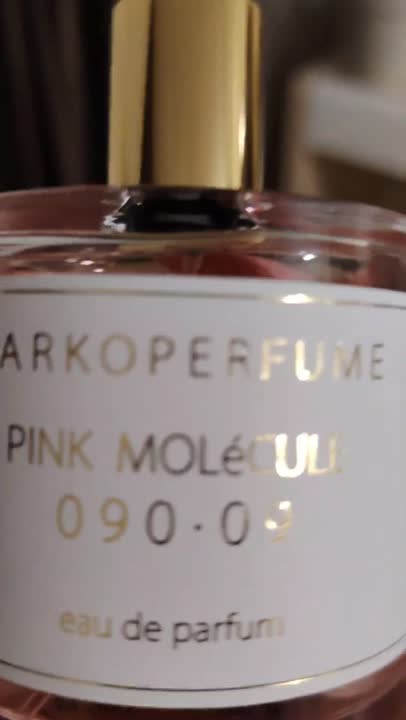 ARKOPERFUME
PINK MOLéCULE
090·09
eau de parfum